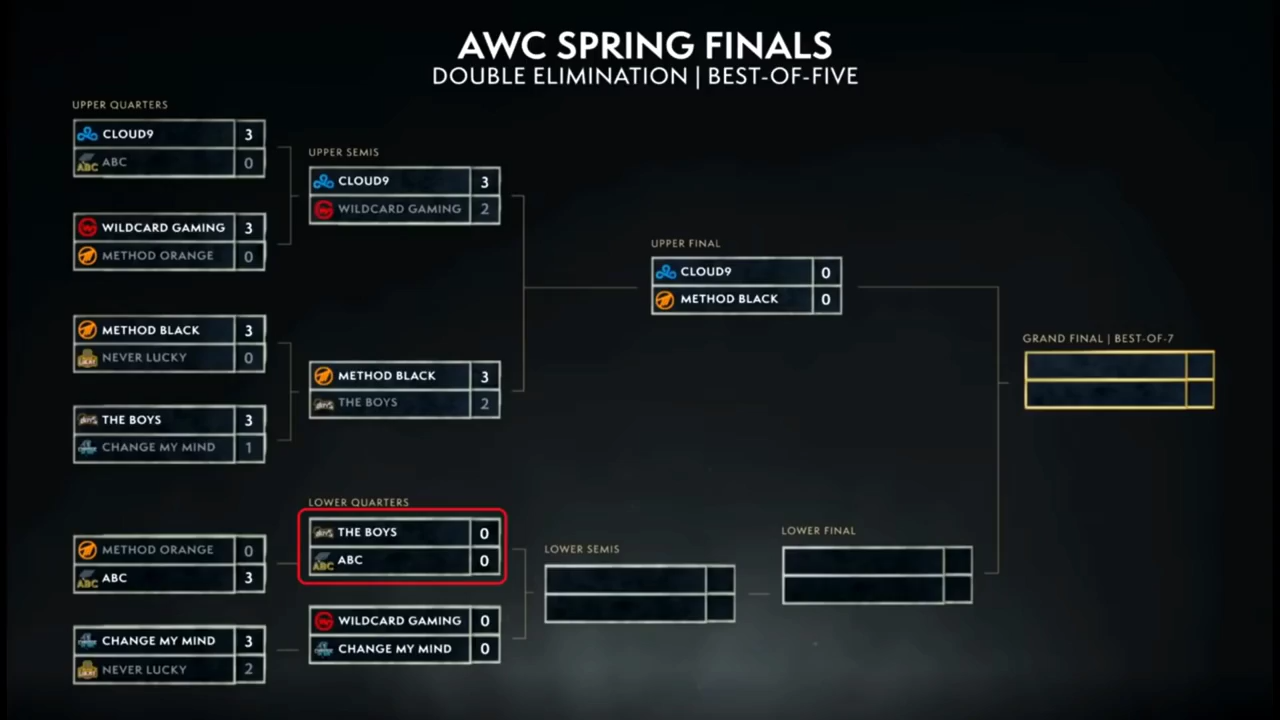 AWC SPRING FINALS
DOUBLE ELIMINATION | BEST-OF-FIVE
UPPER QUARTERS
CLOUD9 3
ABC ABC 0
WILDCARD GAMING 3
METHOD ORANGE 0
METHOD BLACK 3
NEVER LUCKY 0
THE BOYS 3
CHANGE MY MIND 1
METHOD ORANGE 0
ABC ABC 3
CHANGE MY MIND 3
NEVER LUCKY 2
UPPER SEMIS
CLOUD9 3
WILDCARD GAMING 2
METHOD BLACK 3
THE BOYS 2
LOWER QUARTERS
THE BOYS 0
ABC ABC 0
WILDCARD GAMING 0
CHANGE MY MIND 0
LOWER SEMIS
UPPER FINAL
CLOUD9 0
METHOD BLACK 0
LOWER FINAL
GRAND FINAL | BEST-OF-7